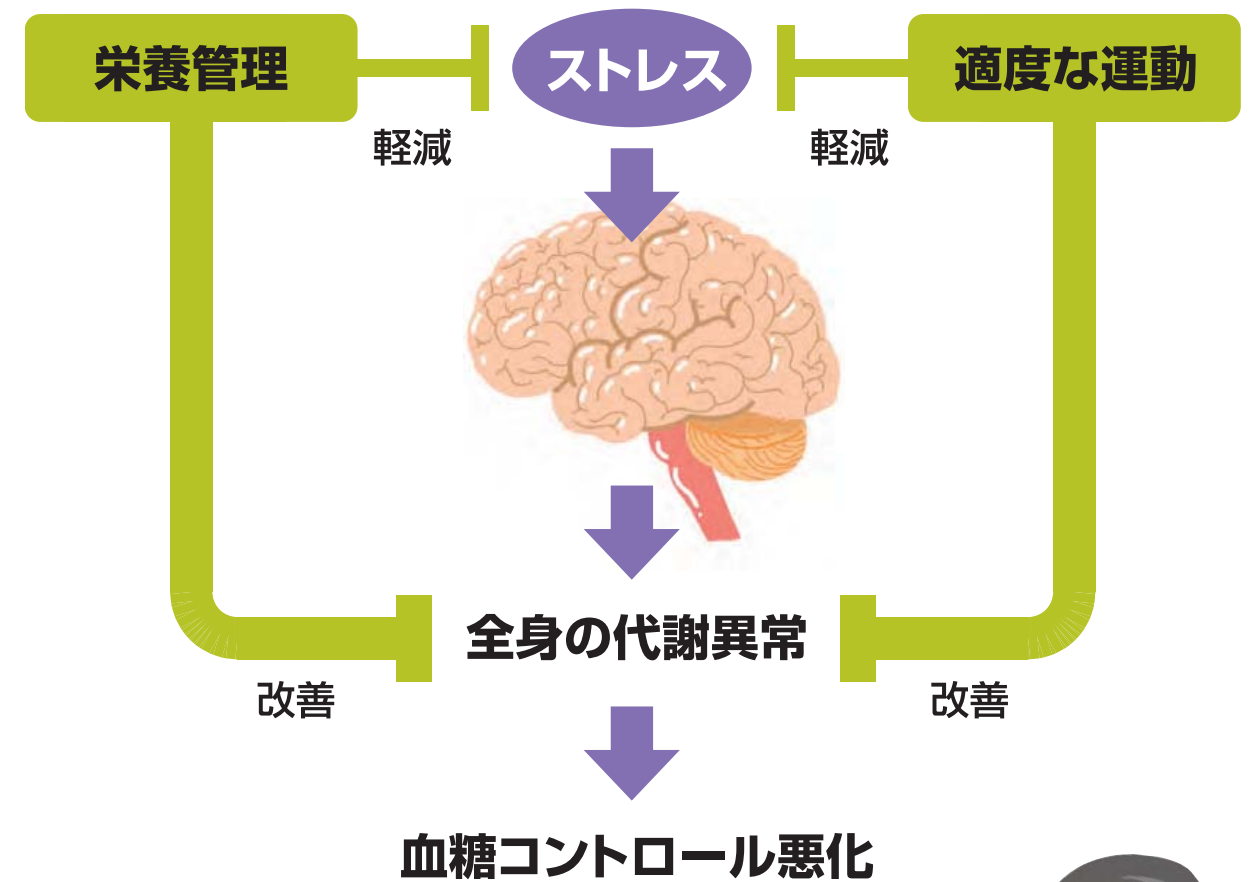 栄養管理
ストレス
適度な運動
軽減
軽減
全身の代謝異常
改善
改善
血糖コントロール悪化